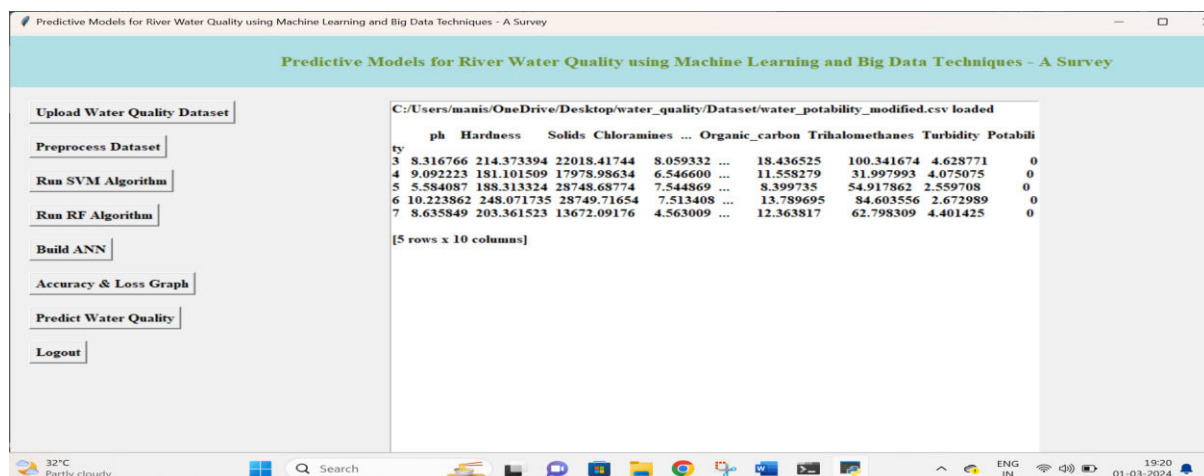 Predictive Models for River Water Quality using Machine Learning and Big Data Techniques - A Survey
Predictive Models for River Water Quality using Machine Learning and Big Data Techniques - A Survey
Upload Water Quality Dataset
Preprocess Dataset
Run SVM Algorithm
Run RF Algorithm
Build ANN
Accuracy & Loss Graph
Predict Water Quality
Logout
C:/Users/manis/OneDrive/Desktop/water_quality/Dataset/water_potability_modified.csv loaded
ph Hardness Solids Chloramines ... Organic_carbon Trihalomethanes Turbidity Potabili
ty
3 8.316766 214.373394 22018.41744 8.059332 ... 18.436525 100.341674 4.628771 0
4 9.092223 181.101509 17978.98634 6.546600 ... 11.558279 31.997993 4.075075 0
5 5.584087 188.313324 28748.68774 7.544869 ... 8.399735 54.917862 2.559708 0
6 10.223862 248.071735 28749.71654 7.513408 ... 13.789695 84.603556 2.672989 0
7 8.635849 203.361523 13672.09176 4.563009 ... 12.363817 62.798309 4.401425 0
[5 rows x 10 columns]
32°C
Partly cloudy
Search
ENG
IN
19:20
01-03-2024